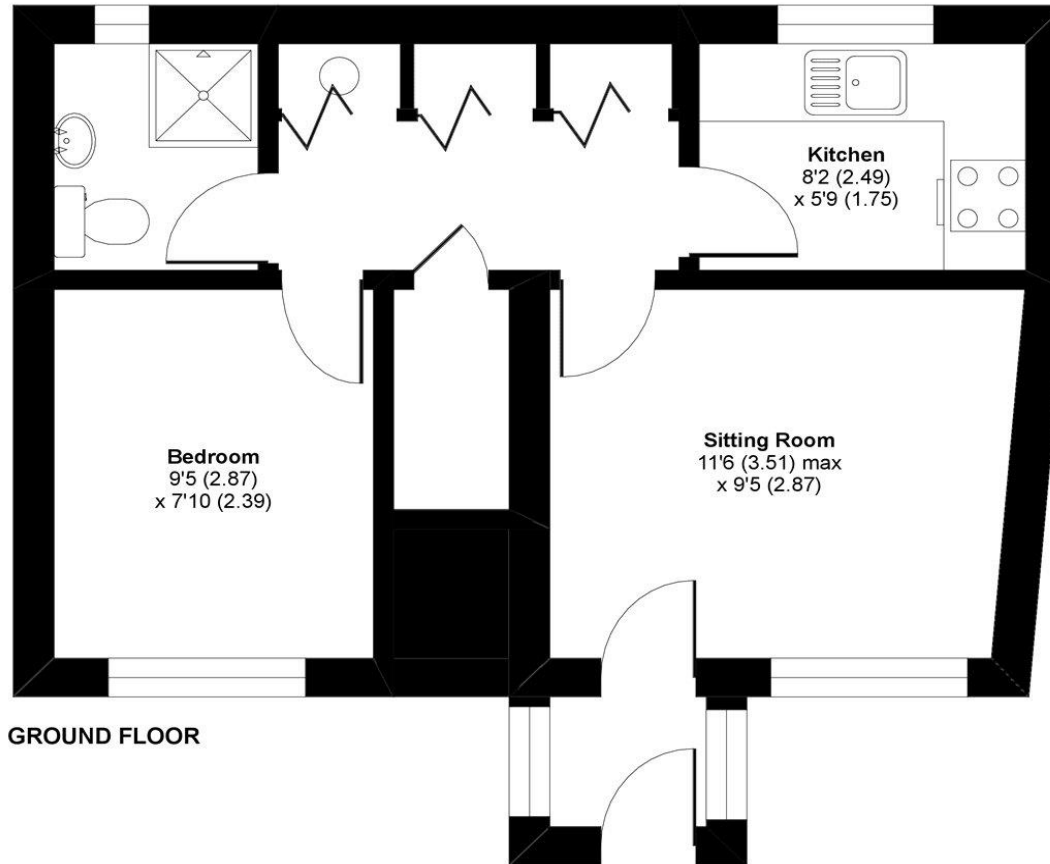 Kitchen
8'2 (2.49)
x 5'9 (1.75)
Bedroom
9'5 (2.87)
x 7'10 (2.39)
Sitting Room
11'6 (3.51) max
x 9'5 (2.87)
GROUND FLOOR